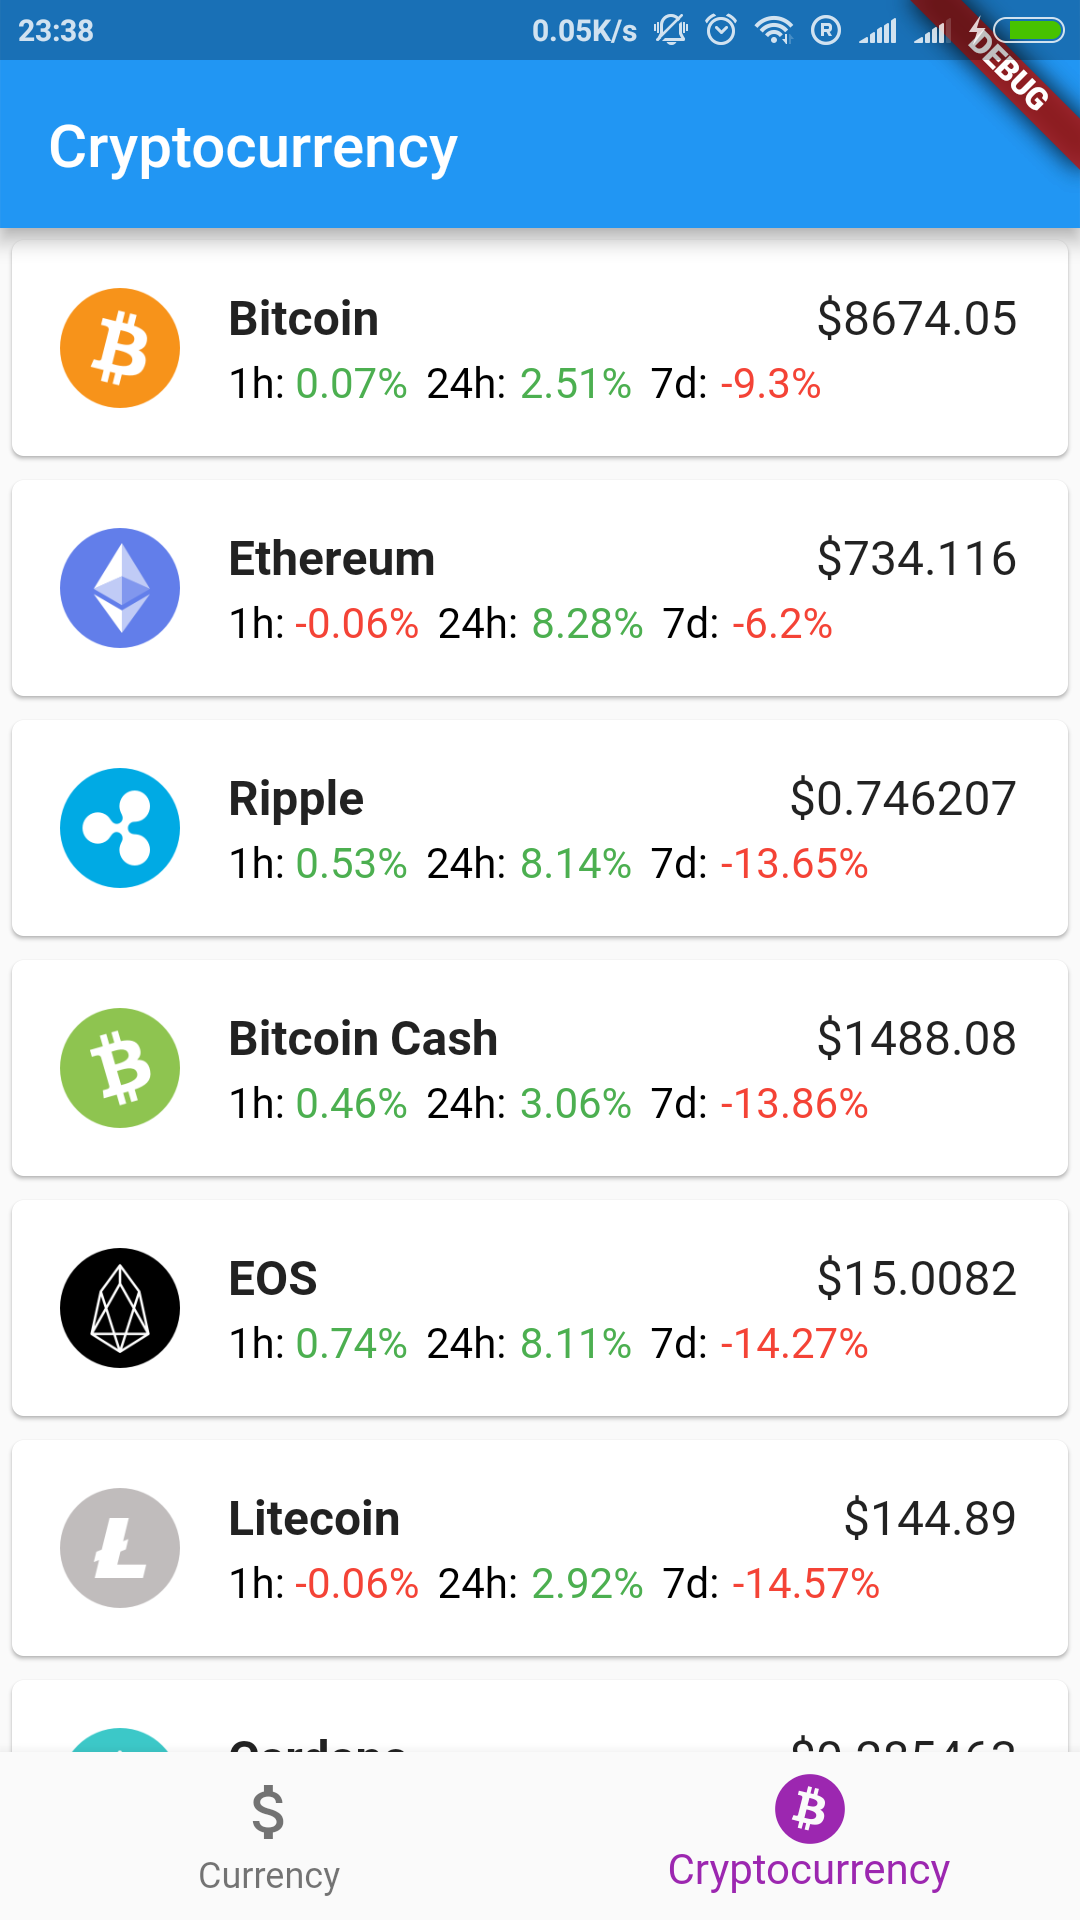 23:38 0.05K/s
DEBUG
Cryptocurrency
Bitcoin $8674.05
1h: 0.07% 24h: 2.51% 7d: -9.3%
Ethereum $734.116
1h: -0.06% 24h: 8.28% 7d: -6.2%
Ripple $0.746207
1h: 0.53% 24h: 8.14% 7d: -13.65%
Bitcoin Cash $1488.08
1h: 0.46% 24h: 3.06% 7d: -13.86%
EOS $15.0082
1h: 0.74% 24h: 8.11% 7d: -14.27%
Litecoin $144.89
1h: -0.06% 24h: 2.92% 7d: -14.57%
Currency
Cryptocurrency